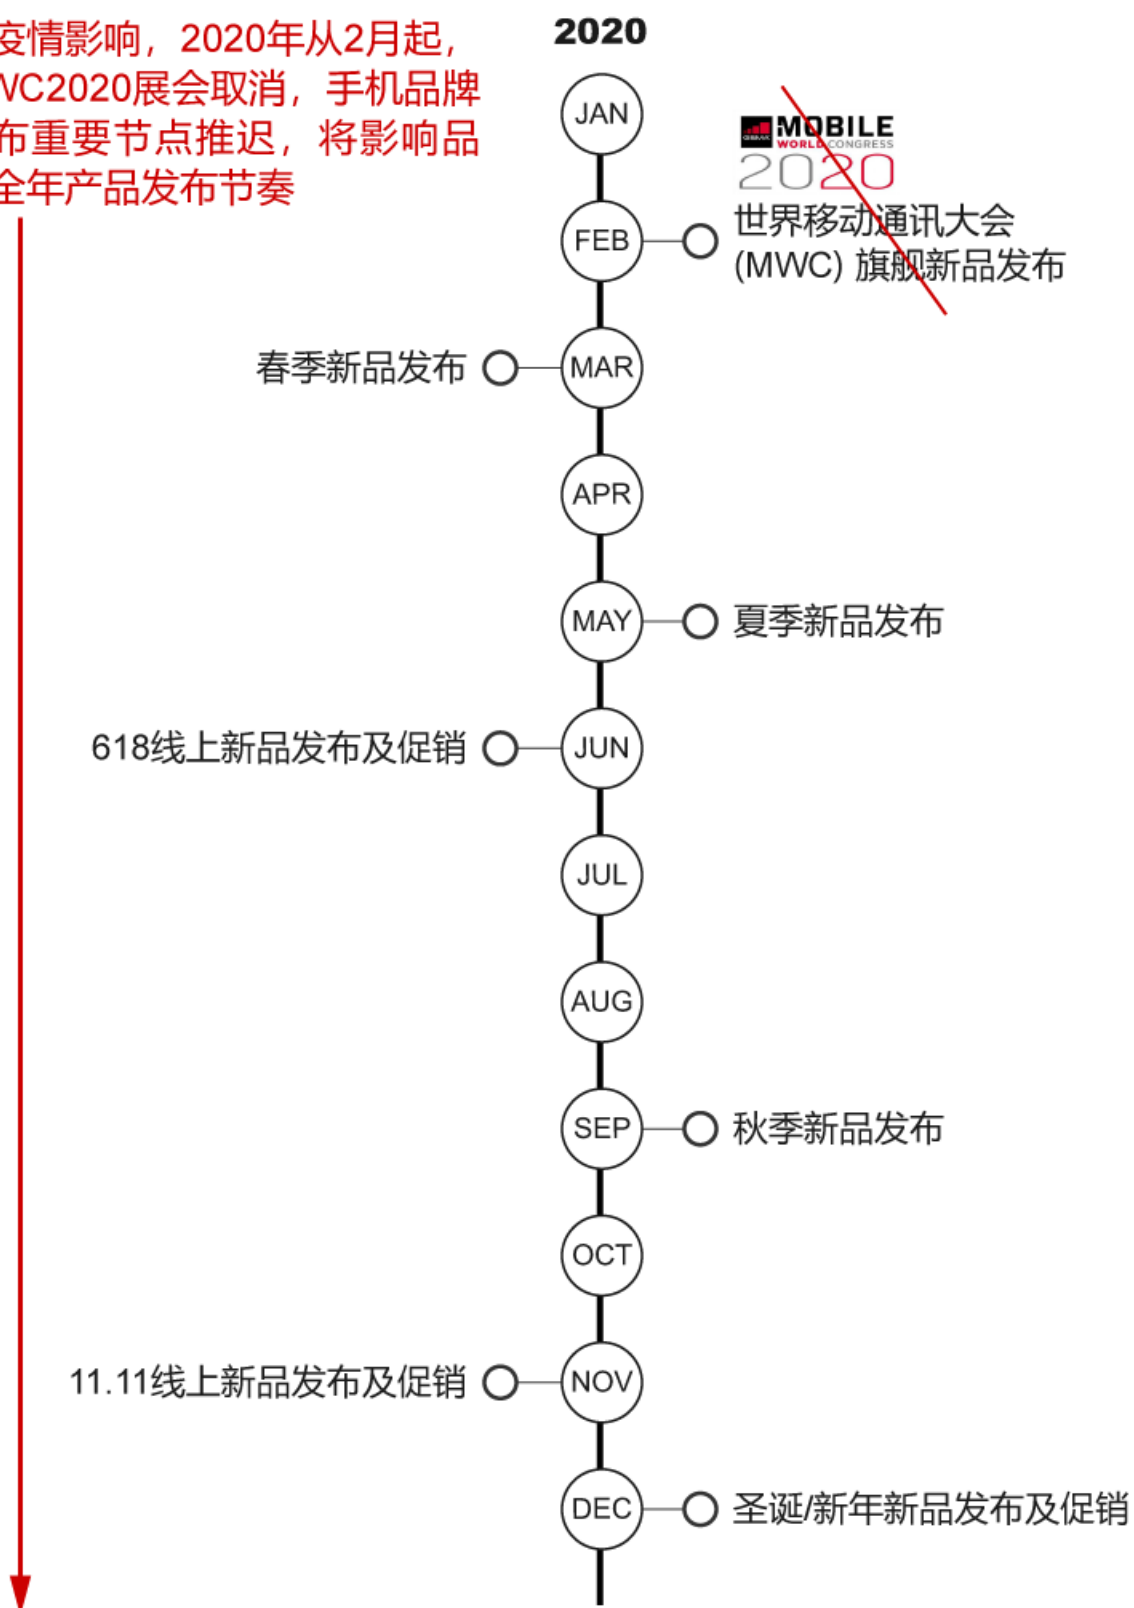 疫情影响，2020年从2月起，
WC2020展会取消，手机品牌
布重要节点推迟，将影响品
全年产品发布节奏
2020
JAN
MOBILE
WORLD CONGRESS
2020
FEB
世界移动通讯大会
(MWC) 旗舰新品发布
春季新品发布
MAR
APR
MAY
夏季新品发布
618线上新品发布及促销
JUN
JUL
AUG
SEP
秋季新品发布
OCT
11.11线上新品发布及促销
NOV
DEC
圣诞/新年新品发布及促销